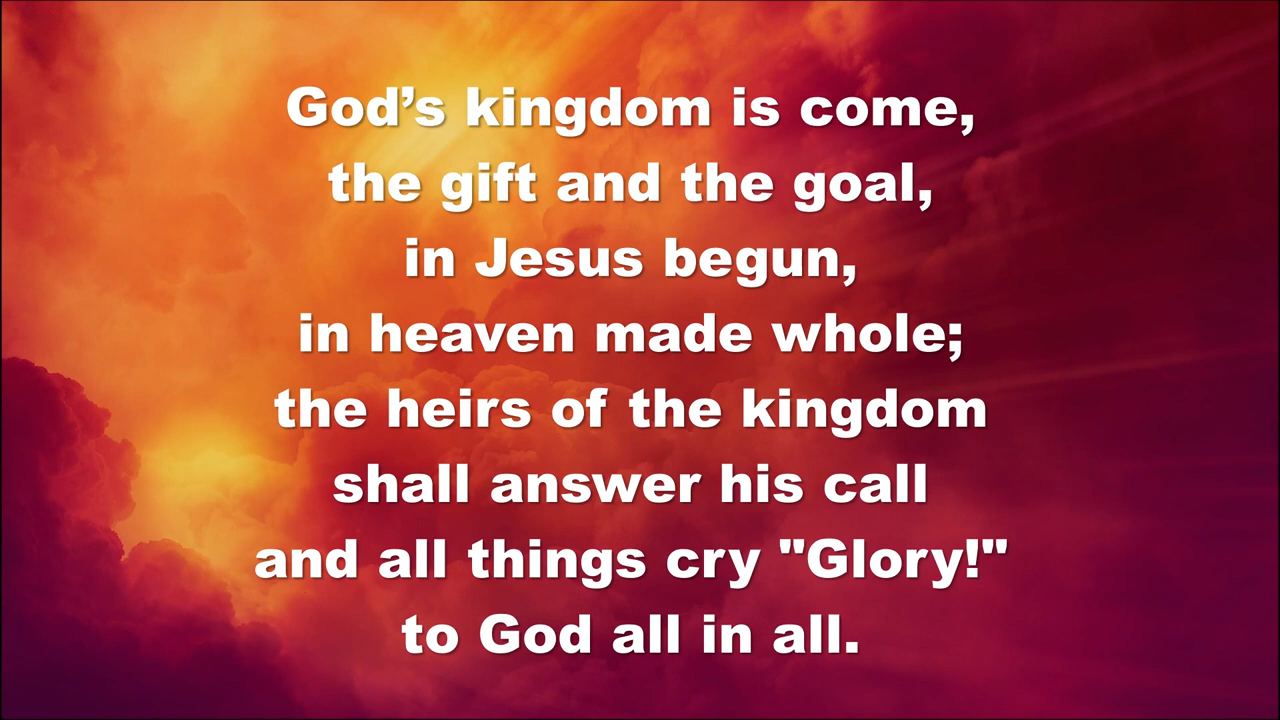 God’s kingdom is come,
the gift and the goal,
in Jesus begun,
in heaven made whole;
the heirs of the kingdom
shall answer his call
and all things cry "Glory!"
to God all in all.